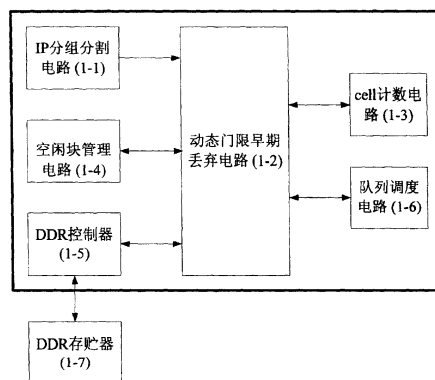 IP分组分割
电路 (1-1)
空闲块管理
电路 (1-4)
DDR控制器
(1-5)
动态门限早期
丢弃电路 (1-2)
cell计数电
路 (1-3)
队列调度
电路 (1-6)
DDR存贮器
(1-7)